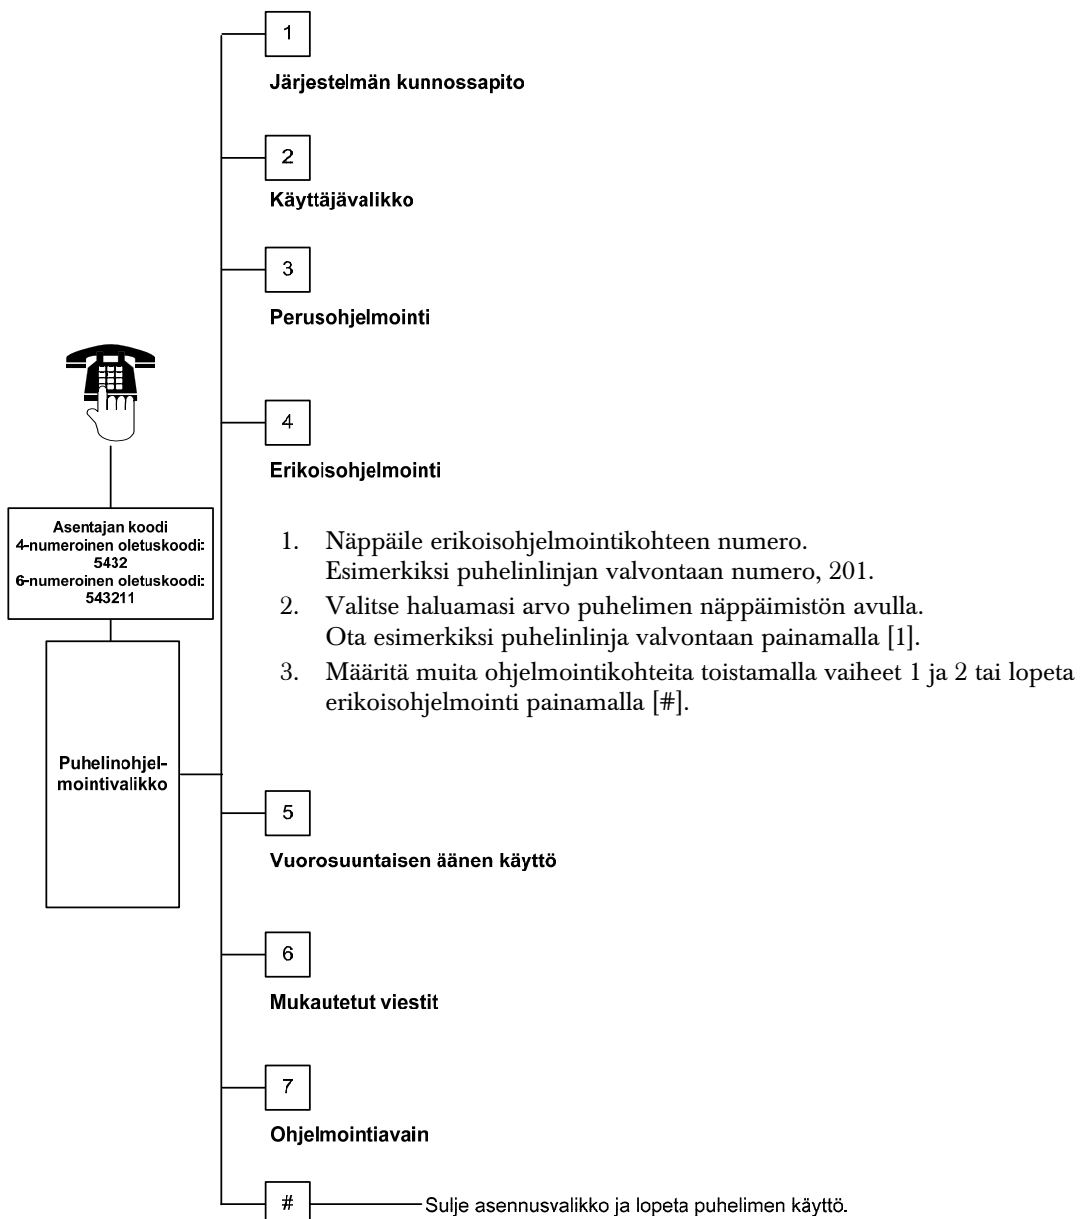 1
Järjestelmän kunnossapito
2
Käyttäjävalikko
3
Perusohjelmointi
4
Erikoisohjelmointi
Asentajan koodi
4-numeroinen oletuskoodi:
5432
6-numeroinen oletuskoodi:
543211
1. Näppäile erikoisohjelmointikohteen numero.
Esimerkiksi puhelinlinjan valvontaan numero, 201.
2. Valitse haluamasi arvo puhelimen näppäimistön avulla.
Ota esimerkiksi puhelinlinja valvontaan painamalla [1].
3. Määritä muita ohjelmointikohteita toistamalla vaiheet 1 ja 2 tai lopeta
erikoisohjelmointi painamalla [#].
Puhelinohjel-
mointivalikko
5
Vuorosuuntaisen äänen käyttö
6
Mukautetut viestit
7
Ohjelmointiavain
#
Sulje asennusvalikko ja lopeta puhelimen käyttö.